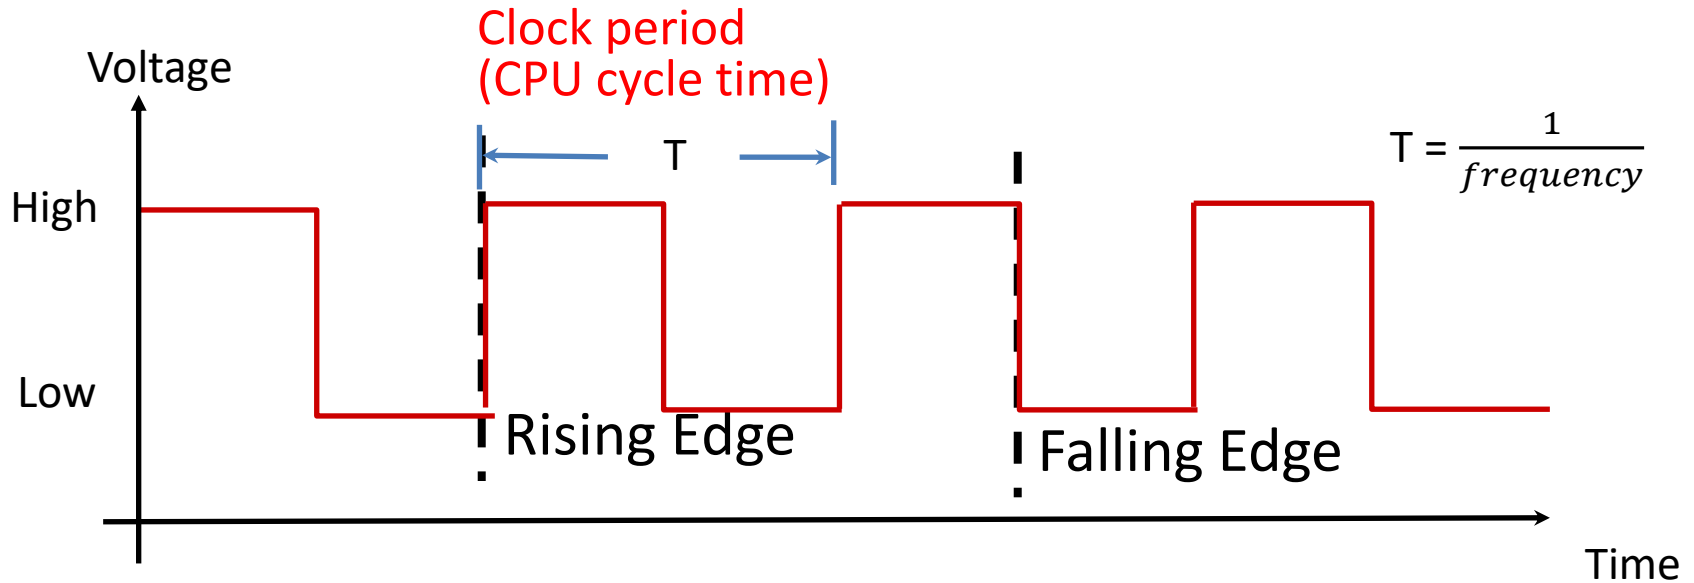 Clock period
(CPU cycle time)
Voltage
T
T = 1/frequency
High
Low
Rising Edge
Falling Edge
Time